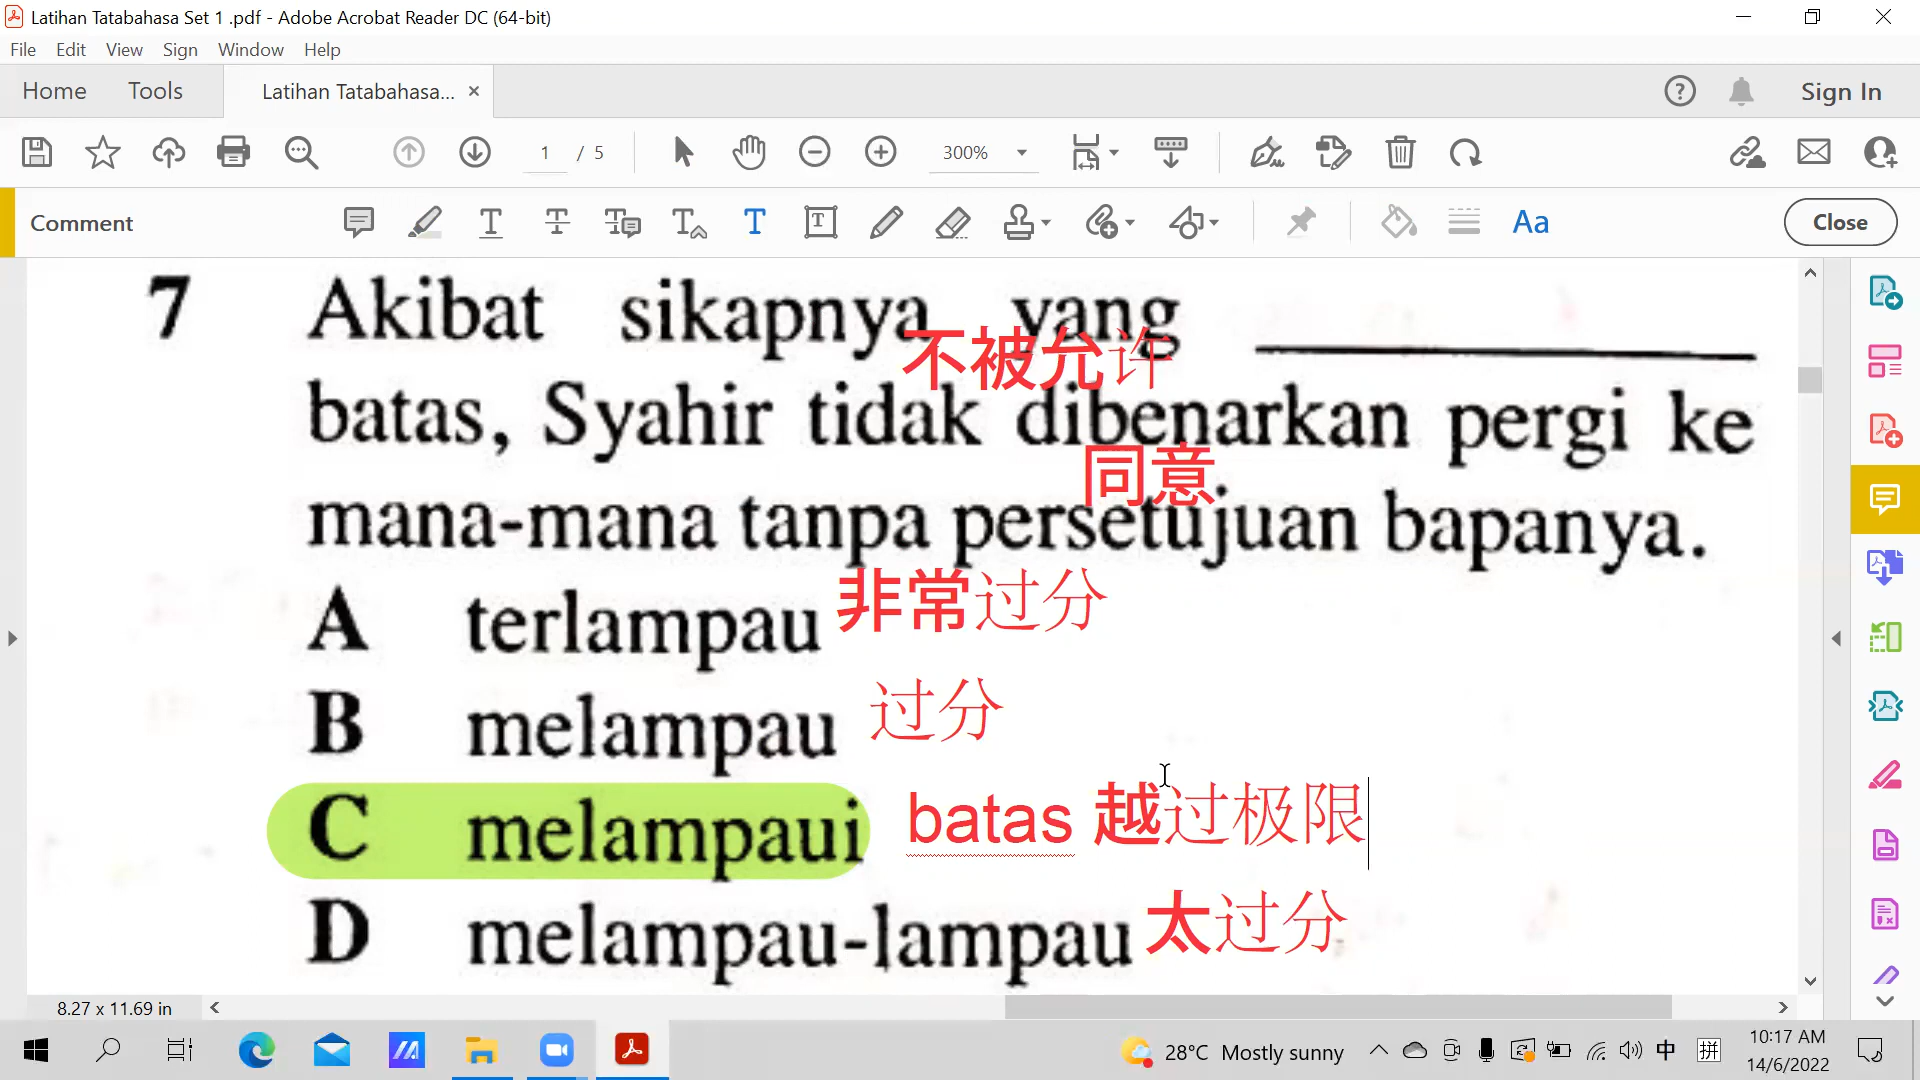 Latihan Tatabahasa Set 1 .pdf - Adobe Acrobat Reader DC (64-bit)
File Edit View Sign Window Help
Home Tools Latihan Tatabahasa... × Sign In
1 / 5 300%
Comment Close
7 Akibat sikapnya yang
不被允许
batas, Syahir tidak dibenarkan pergi ke
同意
mana-mana tanpa persetujuan bapanya.
A terlampau 非常过分
B melampau 过分
C melampaui batas 越过极限
D melampau-lampau 太过分
8.27 x 11.69 in
28°C Mostly sunny 中 拼 10:17 AM
14/6/2022